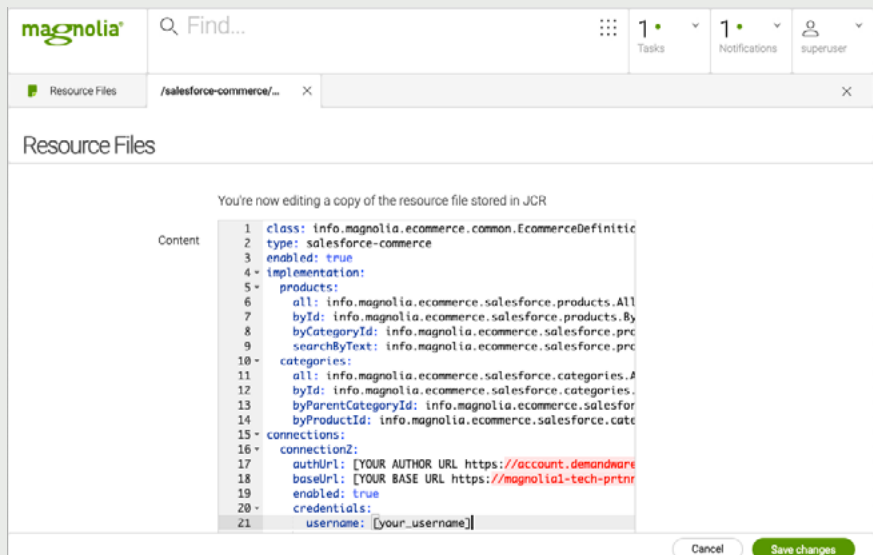 magnolia®
Find...
1
Tasks
1
Notifications
superuser
Resource Files
/salesforce-commerce/...
Resource Files
You're now editing a copy of the resource file stored in JCR
Content
1 class: info.magnolia.ecommerce.common.EcommerceDefinitic
2 type: salesforce-commerce
3 enabled: true
4 implementation:
5 products:
6 all: info.magnolia.ecommerce.salesforce.products.All
7 byId: info.magnolia.ecommerce.salesforce.products.By
8 byCategoryId: info.magnolia.ecommerce.salesforce.prc
9 searchByText: info.magnolia.ecommerce.salesforce.prc
10 categories:
11 all: info.magnolia.ecommerce.salesforce.categories.A
12 byId: info.magnolia.ecommerce.salesforce.categories.
13 byParentCategoryId: info.magnolia.ecommerce.salesfor
14 byProductId: info.magnolia.ecommerce.salesforce.cate
15 connections:
16 connection2:
17 authUrl: [YOUR AUTHOR URL https://account.demandware
18 baseUrl: [YOUR BASE URL https://magnolia1-tech-prtnr
19 enabled: true
20 credentials:
21 username: [your_username]
Cancel
Save changes